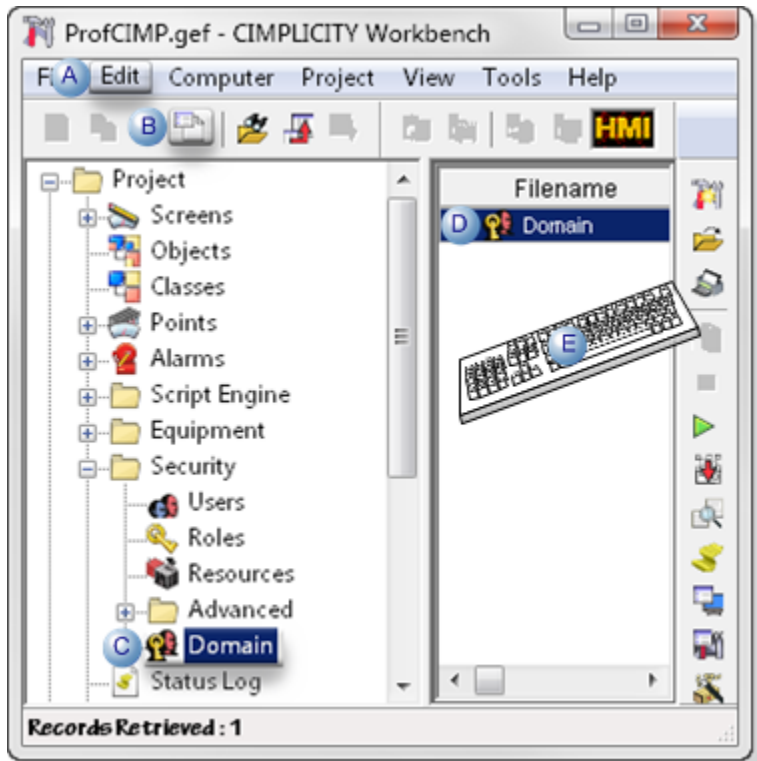 ProfCIMP.gef - CIMPLICITY Workbench
F A Edit Computer Project View Tools Help
B HMI
Project
Screens
Objects
Classes
Points
Alarms
Script Engine
Equipment
Security
Users
Roles
Resources
Advanced
C Domain
Status Log
Filename
D Domain
E
Records Retrieved : 1